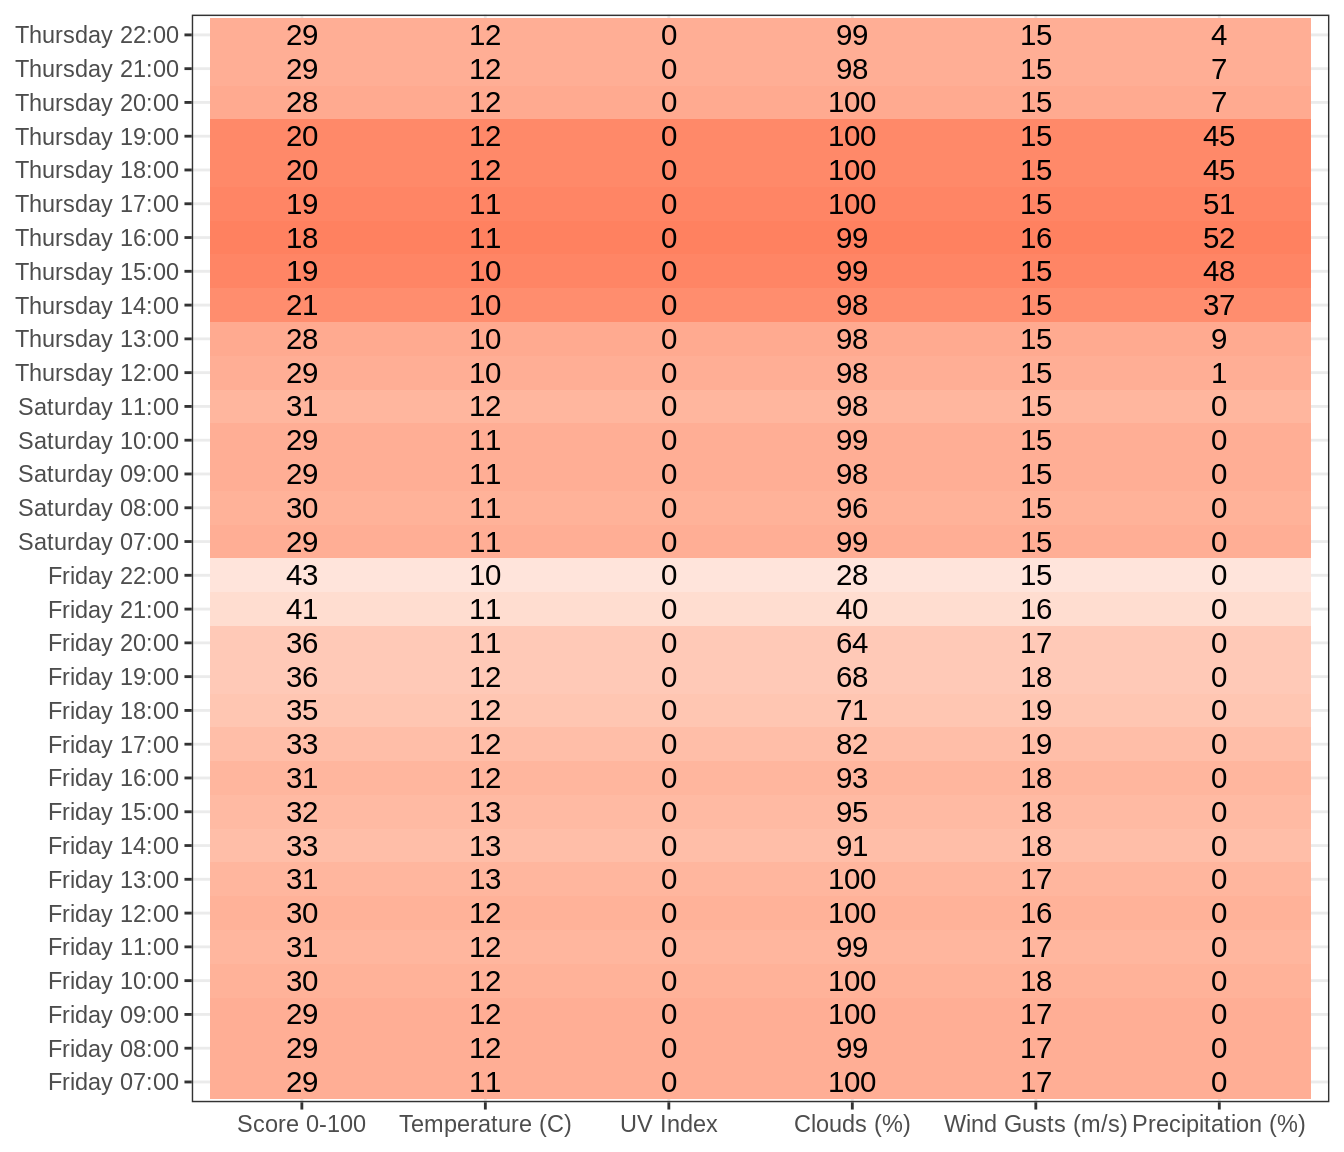 Thursday 22:00 29 12 0 99 15 4
Thursday 21:00 29 12 0 98 15 7
Thursday 20:00 28 12 0 100 15 7
Thursday 19:00 20 12 0 100 15 45
Thursday 18:00 20 12 0 100 15 45
Thursday 17:00 19 11 0 100 15 51
Thursday 16:00 18 11 0 99 16 52
Thursday 15:00 19 10 0 99 15 48
Thursday 14:00 21 10 0 98 15 37
Thursday 13:00 28 10 0 98 15 9
Thursday 12:00 29 10 0 98 15 1
Saturday 11:00 31 12 0 98 15 0
Saturday 10:00 29 11 0 99 15 0
Saturday 09:00 29 11 0 98 15 0
Saturday 08:00 30 11 0 96 15 0
Saturday 07:00 29 11 0 99 15 0
Friday 22:00 43 10 0 28 15 0
Friday 21:00 41 11 0 40 16 0
Friday 20:00 36 11 0 64 17 0
Friday 19:00 36 12 0 68 18 0
Friday 18:00 35 12 0 71 19 0
Friday 17:00 33 12 0 82 19 0
Friday 16:00 31 12 0 93 18 0
Friday 15:00 32 13 0 95 18 0
Friday 14:00 33 13 0 91 18 0
Friday 13:00 31 13 0 100 17 0
Friday 12:00 30 12 0 100 16 0
Friday 11:00 31 12 0 99 17 0
Friday 10:00 30 12 0 100 18 0
Friday 09:00 29 12 0 100 17 0
Friday 08:00 29 12 0 99 17 0
Friday 07:00 29 11 0 100 17 0
Score 0-100 Temperature (C) UV Index Clouds (%) Wind Gusts (m/s) Precipitation (%)